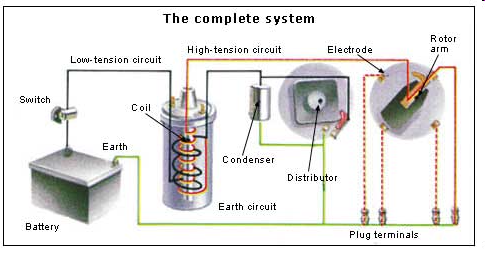 The complete system
High-tension circuit
Electrode
Rotor
arm
Low-tension circuit
Switch
Coil
Earth
Condenser
Distributor
Earth circuit
Battery
Plug terminals